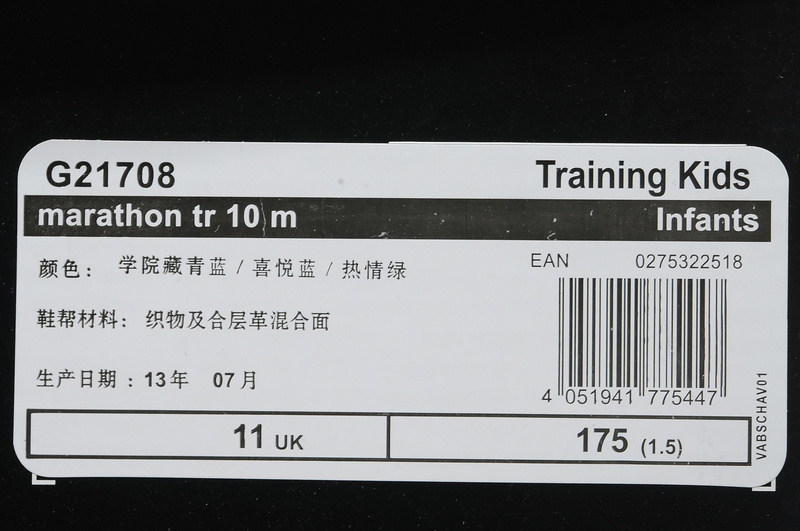 G21708 Training Kids
marathon tr 10 m Infants
颜色： 学院藏青蓝 / 喜悦蓝 / 热情绿
EAN 0275322518
鞋帮材料： 织物及合层革混合面
生产日期 : 13年 07月
4 051941 775447
11 UK 175 (1.5)
VABSCHAV01